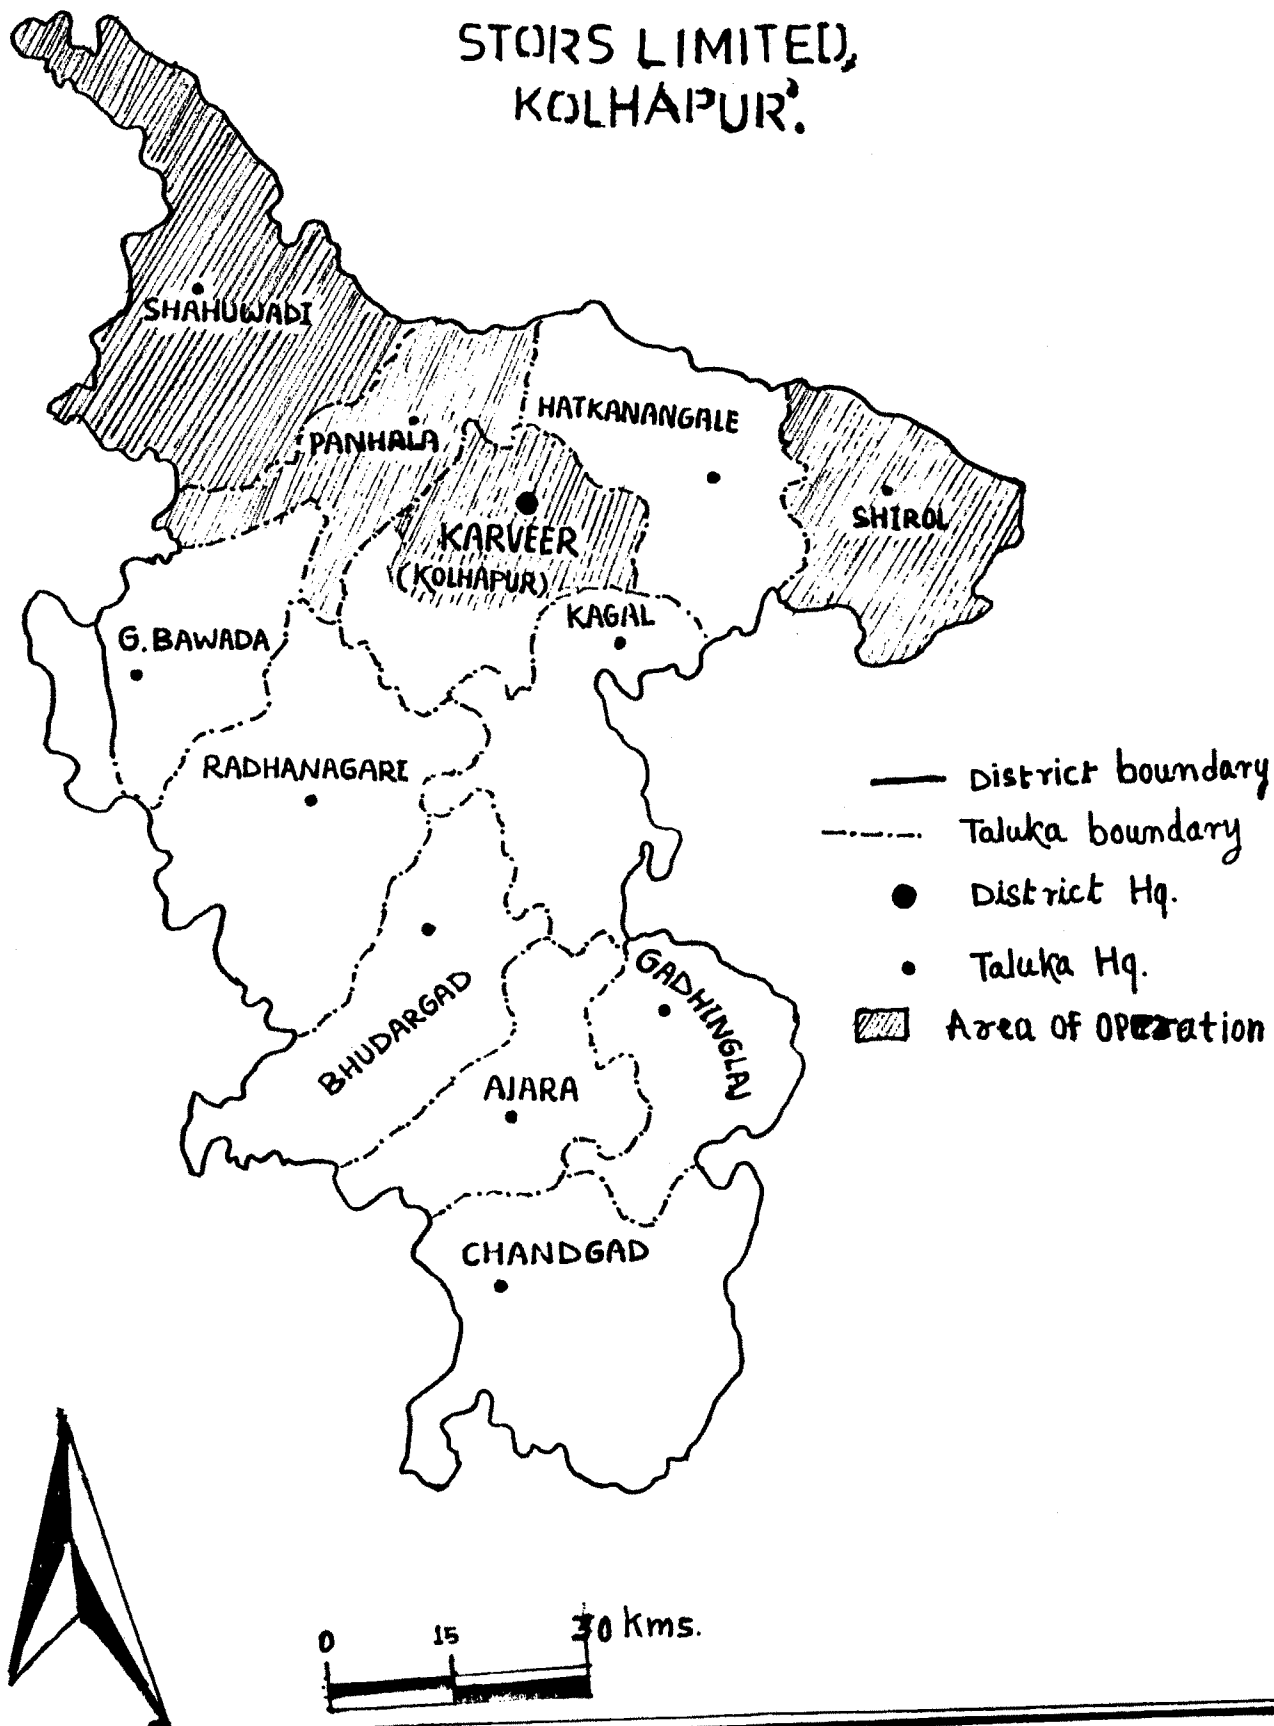 STORS LIMITED,
KOLHAPUR'.
SHAHUWADI
HATKANANGALE
PANHALA
SHIROL
KARVEER
(KOLHAPUR)
KAGAL
G.BAWADA
RADHANAGARI
District boundary
Taluka boundary
District Hq.
Taluka Hq.
Area of Operation
GADHINGLAJ
BHUDARGAD
AJARA
CHANDGAD
0 15 30 Kms.